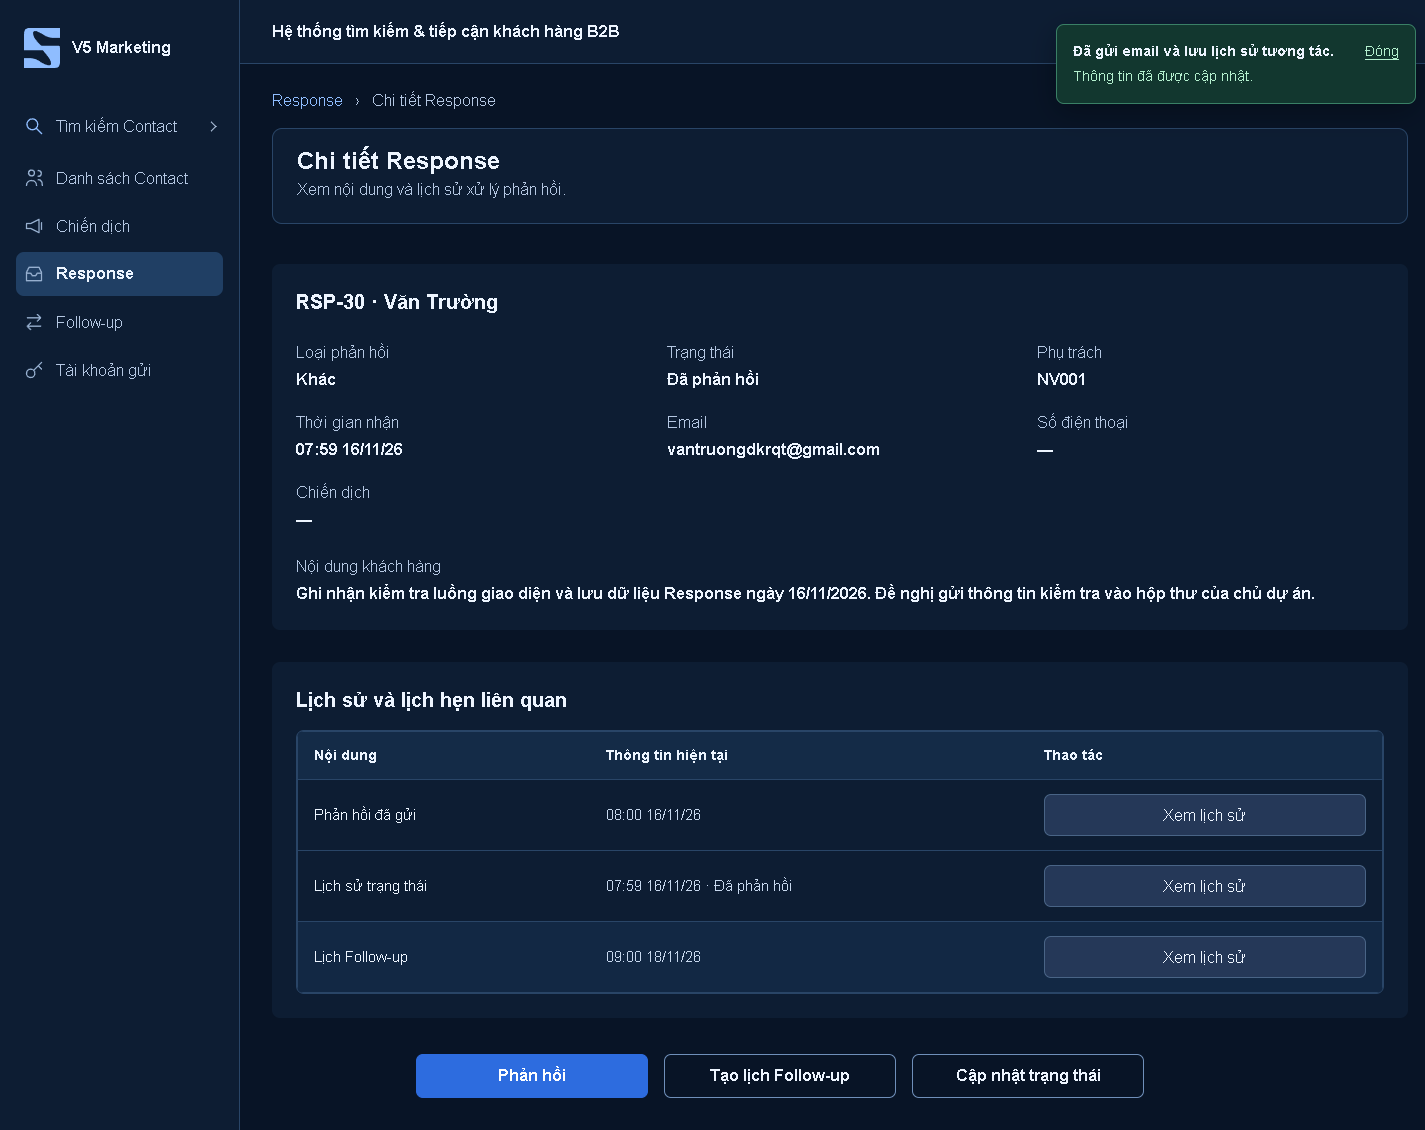 V5 Marketing
Tìm kiếm Contact
Danh sách Contact
Chiến dịch
Response
Follow-up
Tài khoản gửi
Hệ thống tìm kiếm & tiếp cận khách hàng B2B
Đã gửi email và lưu lịch sử tương tác.
Đóng
Thông tin đã được cập nhật.
Response › Chi tiết Response
Chi tiết Response
Xem nội dung và lịch sử xử lý phản hồi.
RSP-30 · Văn Trường
Loại phản hồi
Khác
Trạng thái
Đã phản hồi
Phụ trách
NV001
Thời gian nhận
07:59 16/11/26
Email
vantruongdkrqt@gmail.com
Số điện thoại
—
Chiến dịch
—
Nội dung khách hàng
Ghi nhận kiểm tra luồng giao diện và lưu dữ liệu Response ngày 16/11/2026. Đề nghị gửi thông tin kiểm tra vào hộp thư của chủ dự án.
Lịch sử và lịch hẹn liên quan
Nội dung Thông tin hiện tại Thao tác
Phản hồi đã gửi 08:00 16/11/26 Xem lịch sử
Lịch sử trạng thái 07:59 16/11/26 · Đã phản hồi Xem lịch sử
Lịch Follow-up 09:00 18/11/26 Xem lịch sử
Phản hồi Tạo lịch Follow-up Cập nhật trạng thái